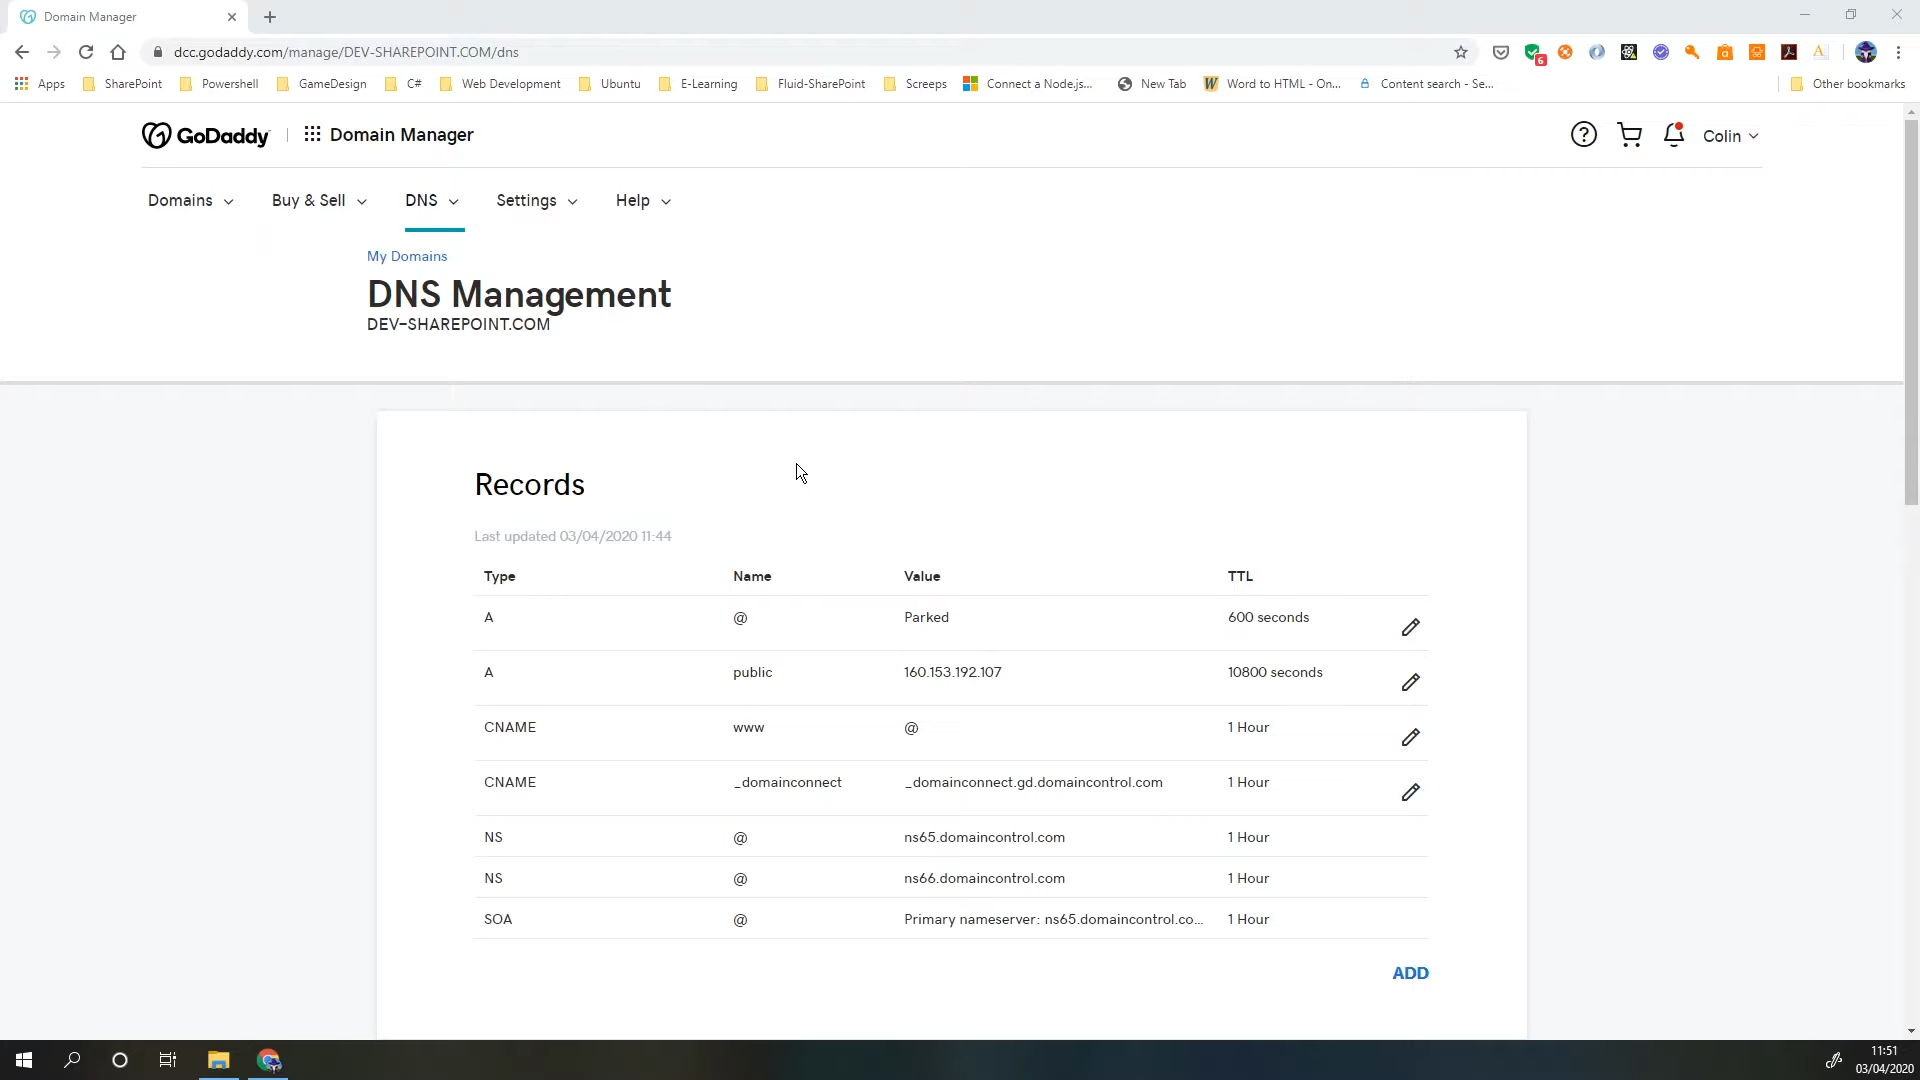 Domain Manager
dcc.godaddy.com/manage/DEV-SHAREPOINT.COM/dns
6
Apps SharePoint Powershell GameDesign C# Web Development Ubuntu E-Learning Fluid-SharePoint Screeps Connect a Node.js... New Tab Word to HTML - On... Content search - Se... Other bookmarks
GoDaddy Domain Manager Colin
Domains Buy & Sell DNS Settings Help
My Domains
DNS Management
DEV-SHAREPOINT.COM
Records
Last updated 03/04/2020 11:44
Type Name Value TTL
A @ Parked 600 seconds
A public 160.153.192.107 10800 seconds
CNAME www @ 1 Hour
CNAME _domainconnect _domainconnect.gd.domaincontrol.com 1 Hour
NS @ ns65.domaincontrol.com 1 Hour
NS @ ns66.domaincontrol.com 1 Hour
SOA @ Primary nameserver: ns65.domaincontrol.co... 1 Hour
ADD
11:51
03/04/2020